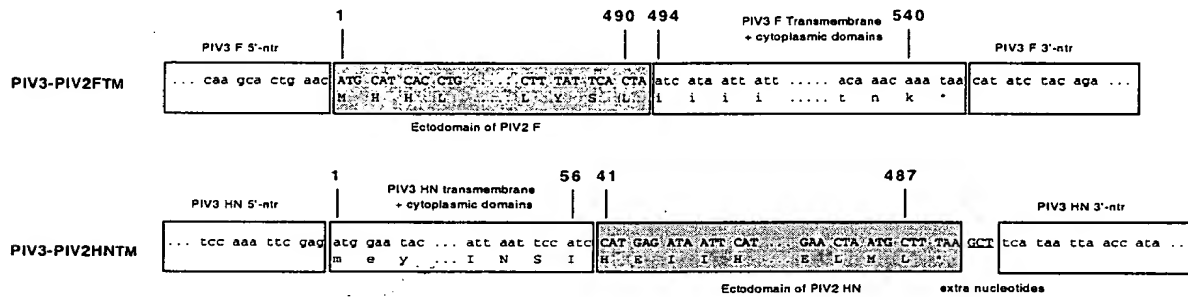 1 490 494 PIV3 F Transmembrane 540
+ cytoplasmic domains
PIV3 F 5'-ntr PIV3 F 3'-ntr
PIV3-PIV2FTM ... caa gca ctg aac ATG CAT CAC CTG ... CTT TAT TCA CTA atc ata att att ..... aca aac aaa taa cat atc tac aga ...
M H H L ... L Y S L i i i i ..... t n k *
Ectodomain of PIV2 F
1 56 41 487
PIV3 HN transmembrane
+ cytoplasmic domains
PIV3 HN 5'-ntr PIV3 HN 3'-ntr
PIV3-PIV2HNTM ... tcc aaa ttc gag atg gaa tac ... att aat tcc atc CAT GAG ATA ATT CAT .... GAA CTA ATG CTT TAA GCT tca taa tta acc ata ...
m e y ... I N S I H E I I H ... E L M L *
Ectodomain of PIV2 HN extra nucleotides